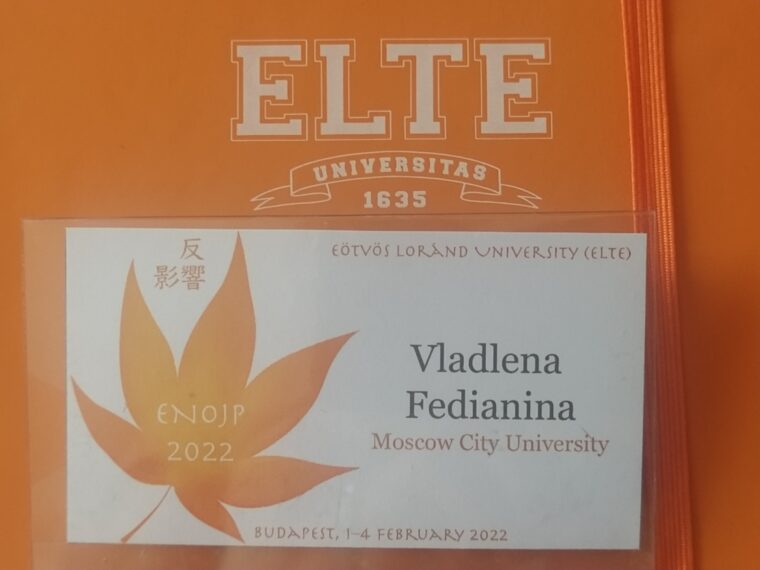 ELTE
UNIVERSITAS
1635
反
影響
EÖTVÖS LORÁND UNIVERSITY (ELTE)
Vladlena
Fedianina
Moscow City University
ENOJP
2022
BUDAPEST, 1–4 FEBRUARY 2022